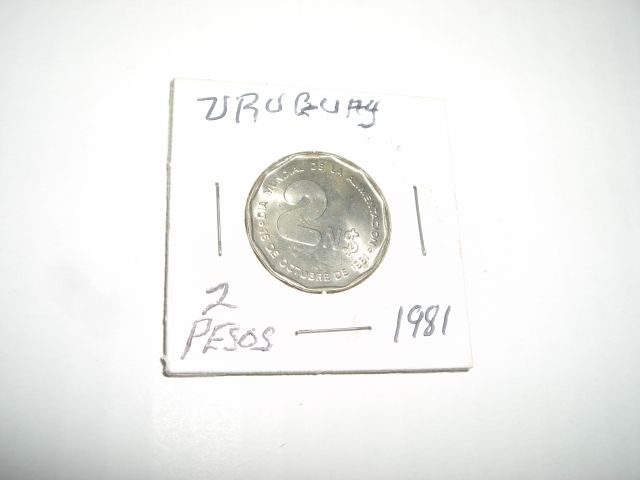 URUGUAY
DIA MUNDIAL DE LA ALIMENTACION
2
N$
16 DE OCTUBRE DE 1981
2
PESOS
1981